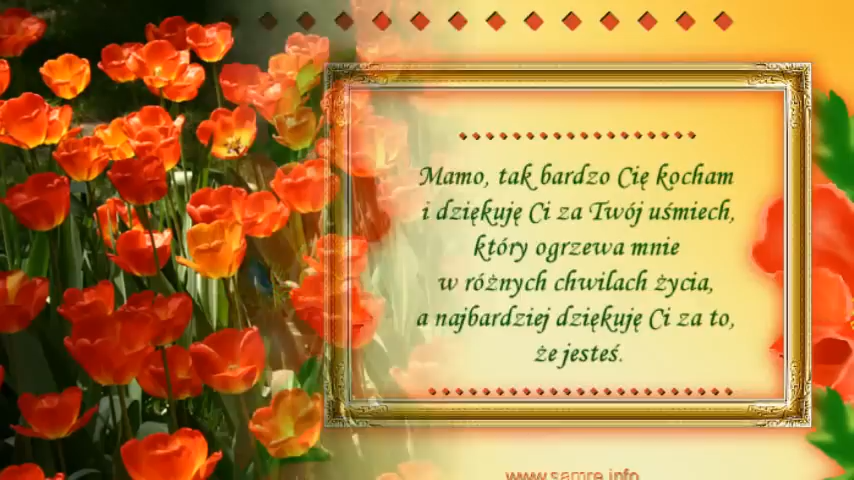 Mamo, tak bardzo Cię kocham
i dziękuję Ci za Twój uśmiech,
który ogrzewa mnie
w różnych chwilach życia,
a najbardziej dziękuję Ci za to,
że jesteś.
www.samre.info